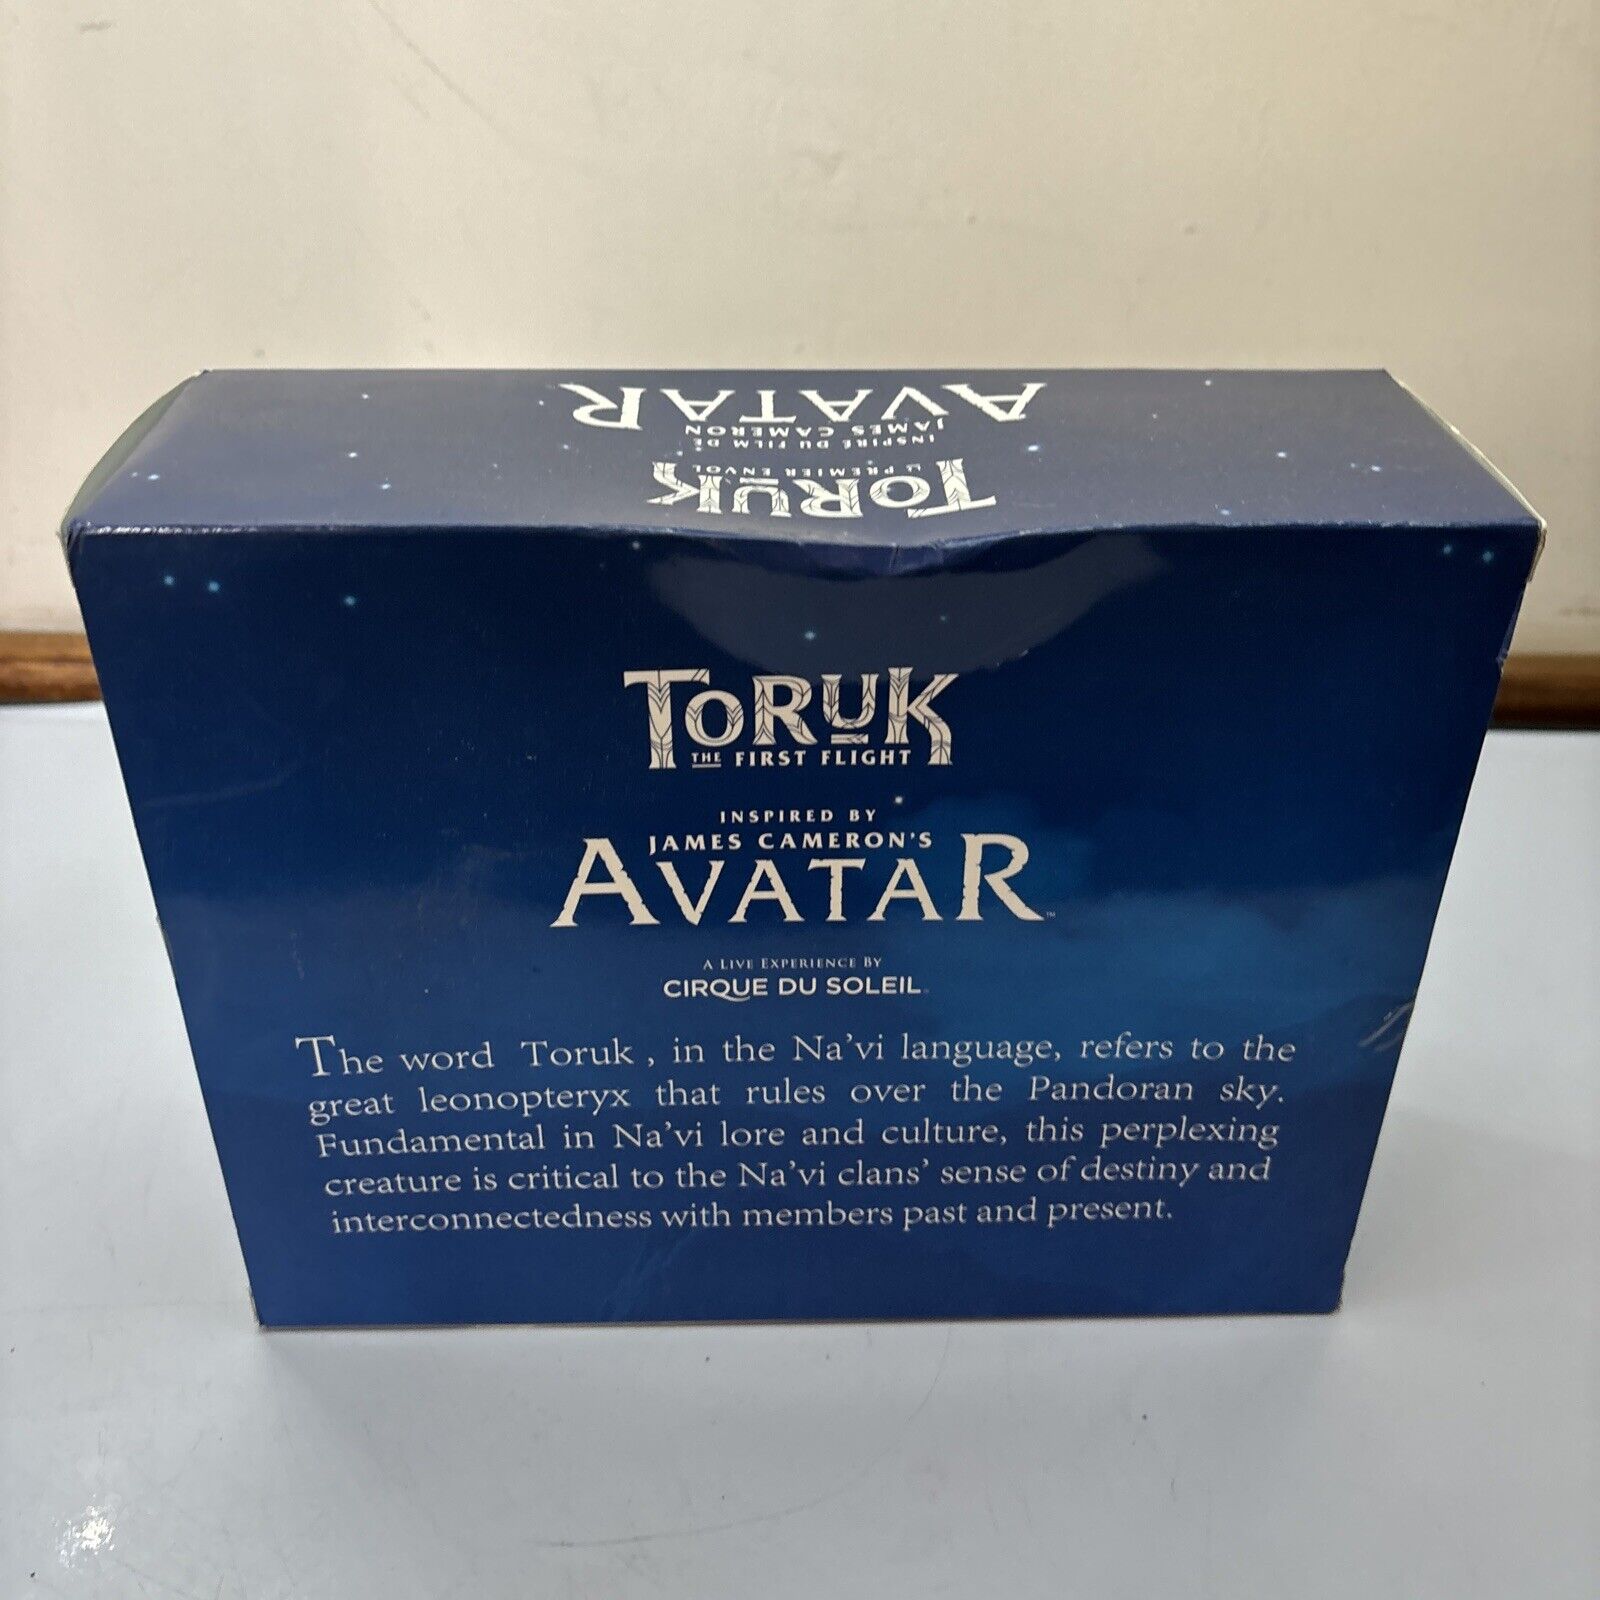 AVATAR
JAMES CAMERON
INSPIRÉ DU FILM DE
LE PREMIER ENVOL
TORUK
TORUK
THE FIRST FLIGHT
INSPIRED BY
JAMES CAMERON'S
AVATAR™
A LIVE EXPERIENCE BY
CIRQUE DU SOLEIL
The word Toruk , in the Na'vi language, refers to the
great leonopteryx that rules over the Pandoran sky.
Fundamental in Na'vi lore and culture, this perplexing
creature is critical to the Na'vi clans' sense of destiny and
interconnectedness with members past and present.